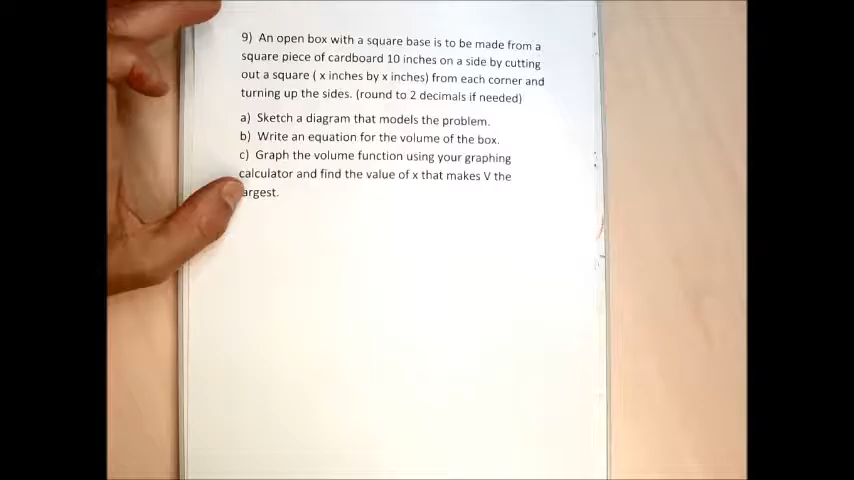 9) An open box with a square base is to be made from a
square piece of cardboard 10 inches on a side by cutting
out a square ( x inches by x inches) from each corner and
turning up the sides. (round to 2 decimals if needed)
a) Sketch a diagram that models the problem.
b) Write an equation for the volume of the box.
c) Graph the volume function using your graphing
calculator and find the value of x that makes V the
argest.